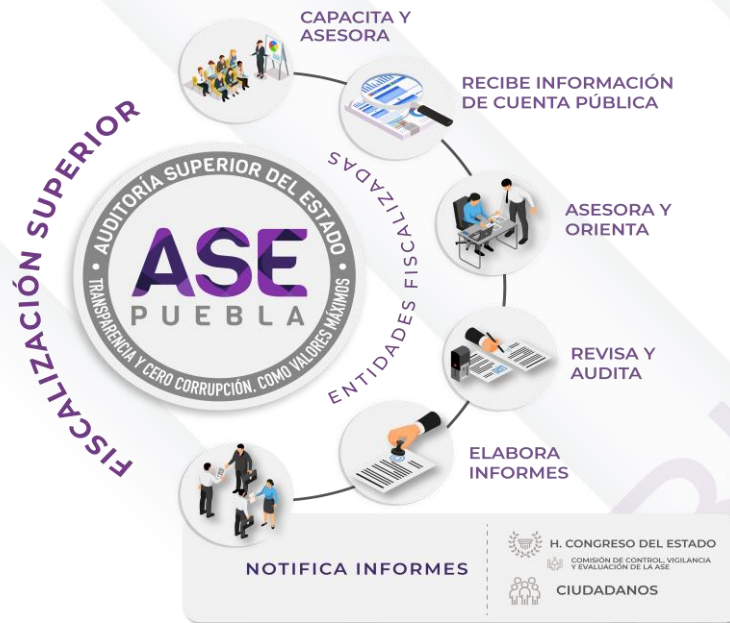 CAPACITA Y
ASESORA
RECIBE INFORMACIÓN
DE CUENTA PÚBLICA
FISCALIZACIÓN SUPERIOR
AUDITORÍA SUPERIOR DEL ESTADO
ASE
PUEBLA
TRANSPARENCIA Y CERO CORRUPCIÓN, COMO VALORES MÁXIMOS
ENTIDADES FISCALIZADAS
ASESORA Y
ORIENTA
REVISA Y
AUDITA
ELABORA
INFORMES
NOTIFICA INFORMES
H. CONGRESO DEL ESTADO
COMISIÓN DE CONTROL, VIGILANCIA
Y EVALUACIÓN DE LA ASE
CIUDADANOS